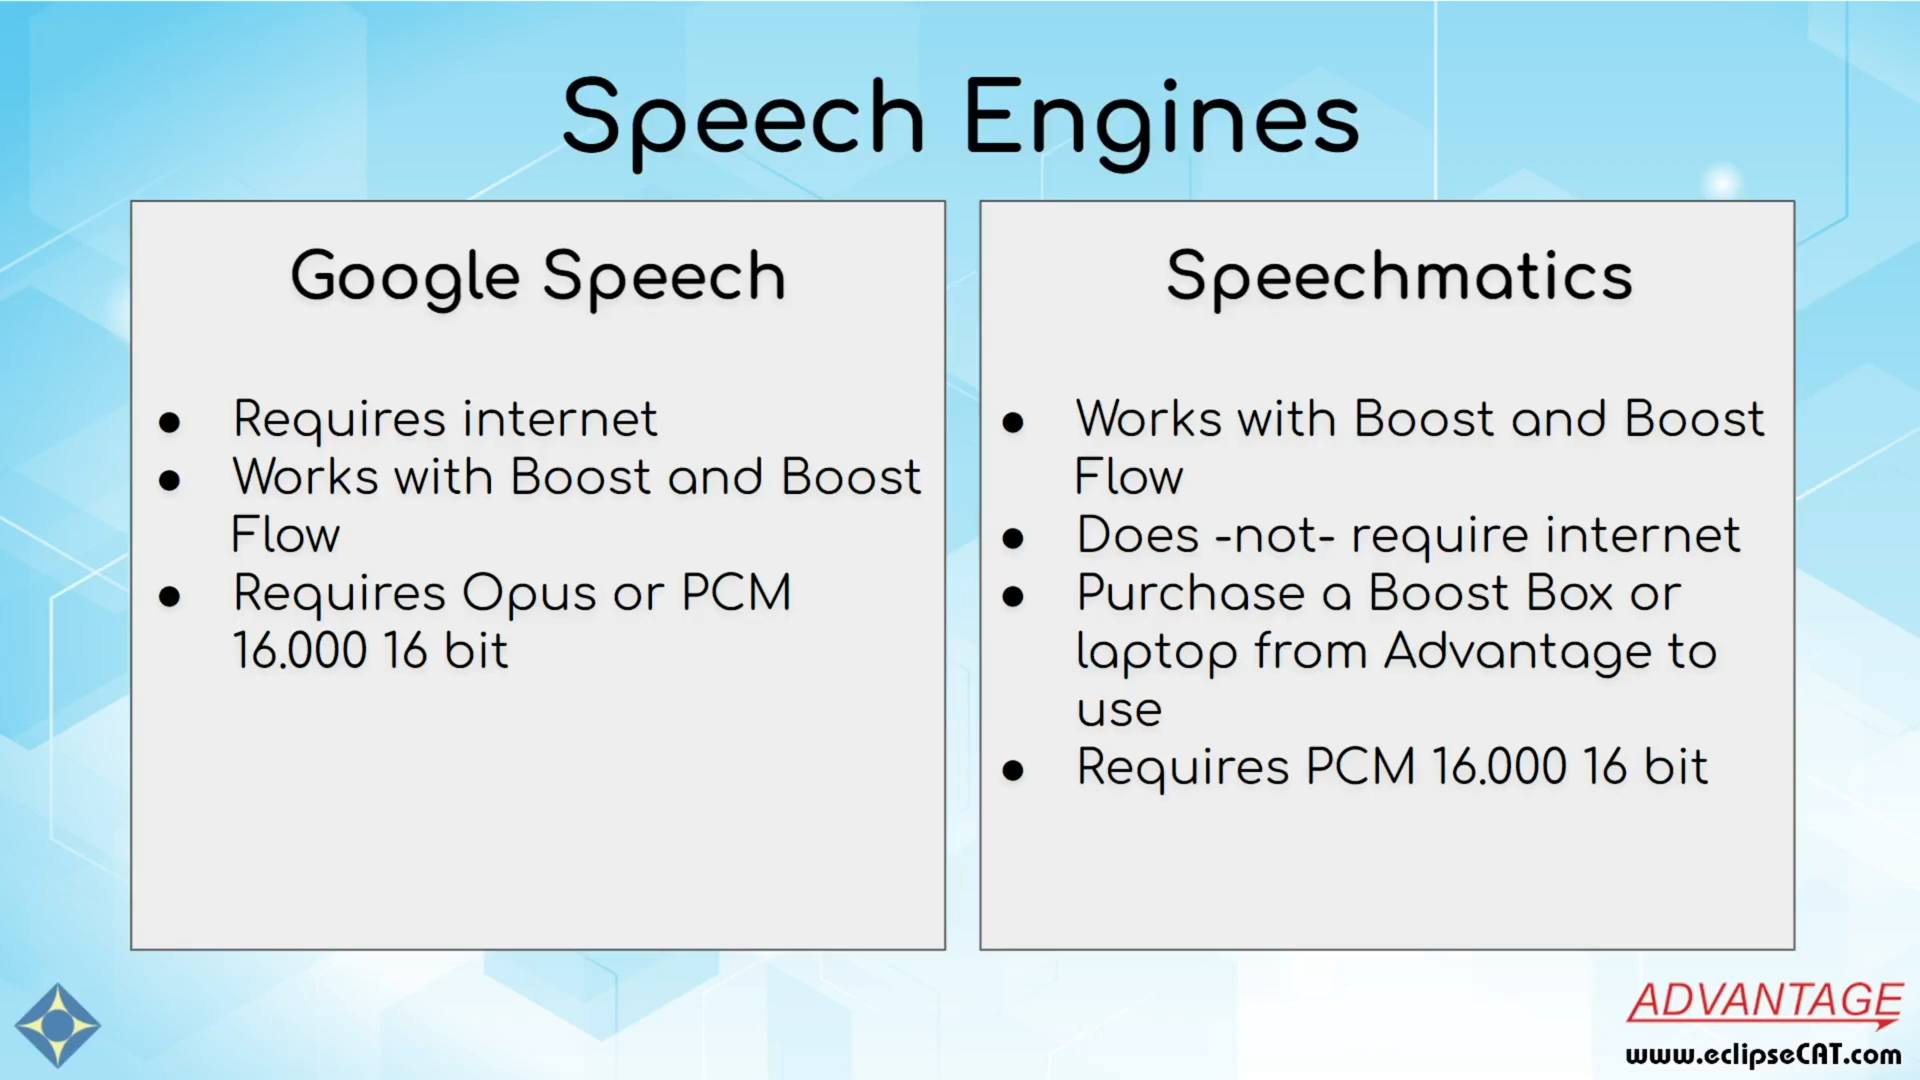 Speech Engines
Google Speech
● Requires internet
● Works with Boost and Boost
Flow
● Requires Opus or PCM
16.000 16 bit
Speechmatics
● Works with Boost and Boost
Flow
● Does -not- require internet
● Purchase a Boost Box or
laptop from Advantage to
use
● Requires PCM 16.000 16 bit
ADVANTAGE
www.eclipseCAT.com